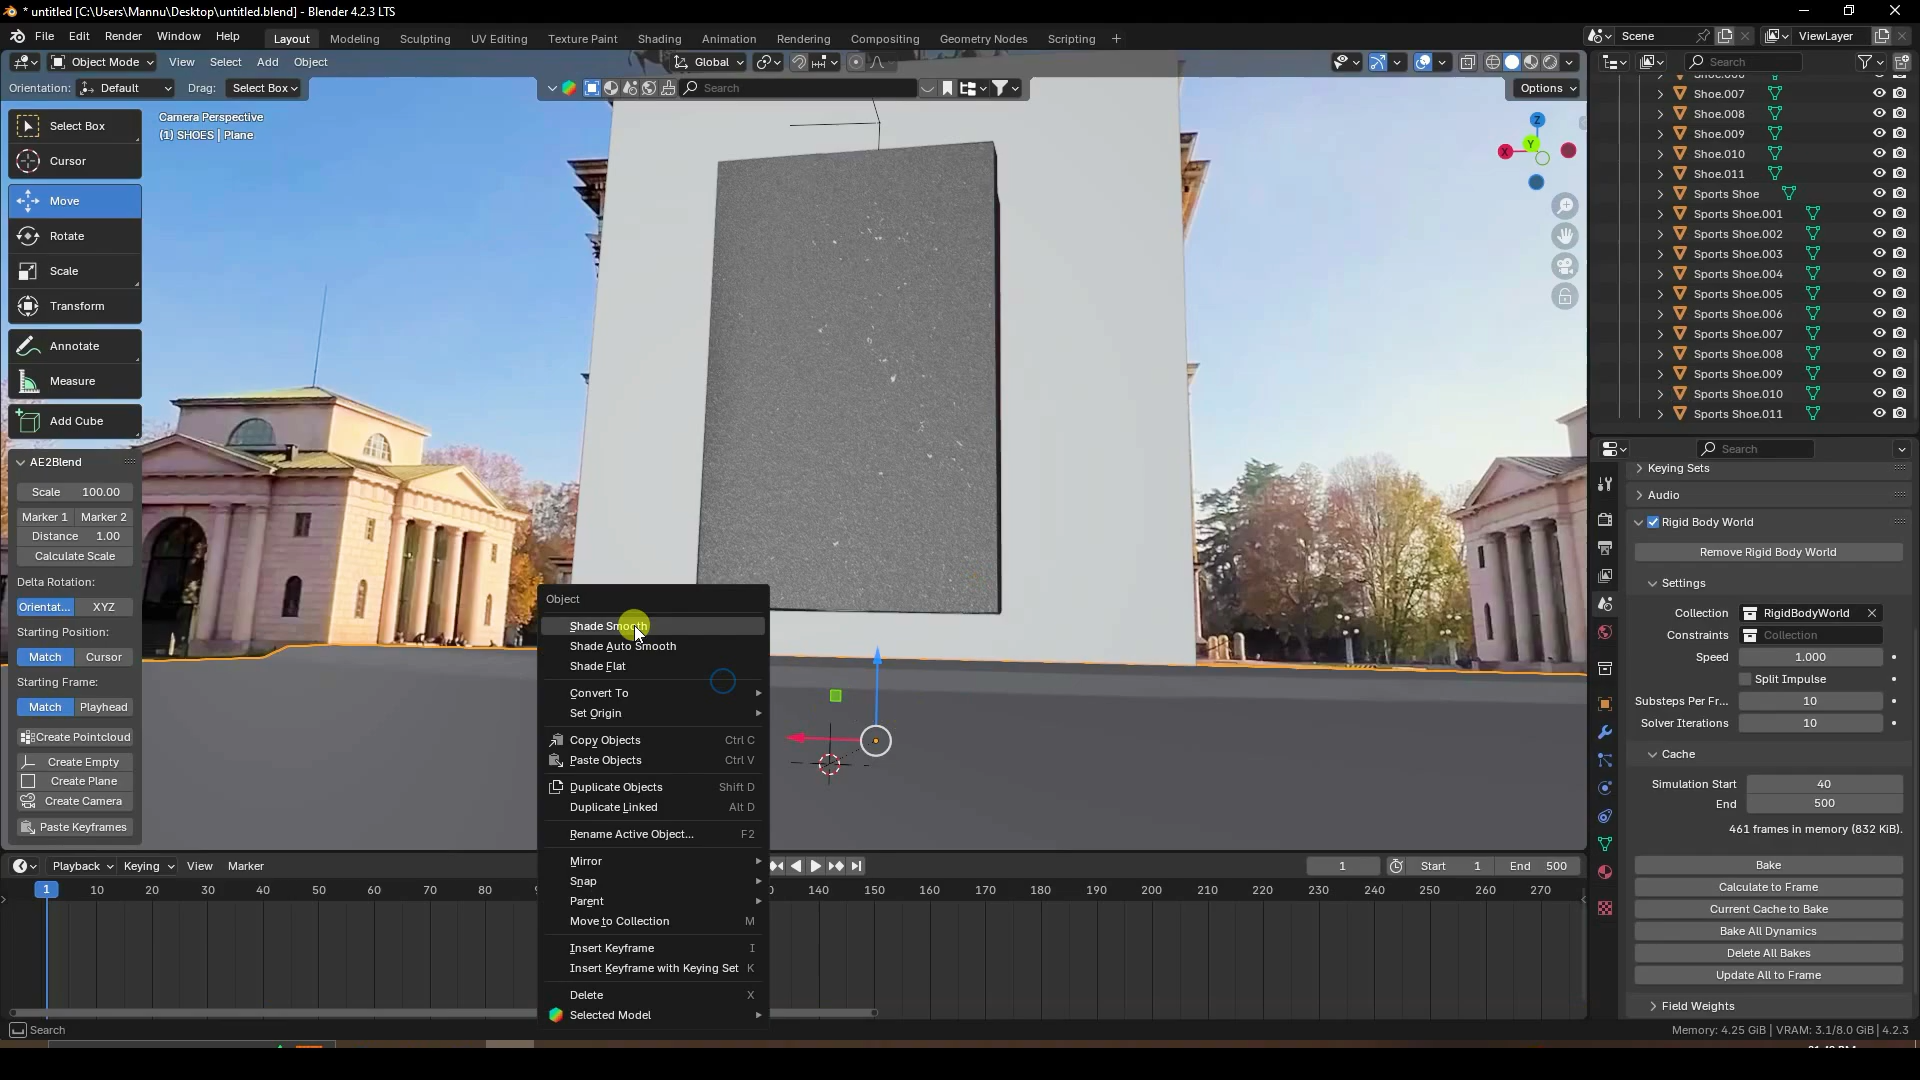 * untitled [C:\Users\Mannu\Desktop\untitled.blend] - Blender 4.2.3 LTS
File Edit Render Window Help
Layout Modeling Sculpting UV Editing Texture Paint Shading Animation Rendering Compositing Geometry Nodes Scripting +
Scene
ViewLayer
Object Mode View Select Add Object
Global
Search
Orientation: Default Drag: Select Box
Search
Options
Select Box
Cursor
Move
Rotate
Scale
Transform
Annotate
Measure
Add Cube
Camera Perspective
(1) SHOES | Plane
Z
Y
X
AE2Blend
Scale 100.00
Marker 1 Marker 2
Distance 1.00
Calculate Scale
Delta Rotation:
Orientat... XYZ
Starting Position:
Match Cursor
Starting Frame:
Match Playhead
Create Pointcloud
Create Empty
Create Plane
Create Camera
Paste Keyframes
Object
Shade Smooth
Shade Auto Smooth
Shade Flat
Convert To
Set Origin
Copy Objects Ctrl C
Paste Objects Ctrl V
Duplicate Objects Shift D
Duplicate Linked Alt D
Rename Active Object... F2
Mirror
Snap
Parent
Move to Collection M
Insert Keyframe I
Insert Keyframe with Keying Set K
Delete X
Selected Model
Shoe.007
Shoe.008
Shoe.009
Shoe.010
Shoe.011
Sports Shoe
Sports Shoe.001
Sports Shoe.002
Sports Shoe.003
Sports Shoe.004
Sports Shoe.005
Sports Shoe.006
Sports Shoe.007
Sports Shoe.008
Sports Shoe.009
Sports Shoe.010
Sports Shoe.011
Search
Keying Sets
Audio
Rigid Body World
Remove Rigid Body World
Settings
Collection RigidBodyWorld
Constraints Collection
Speed 1.000
Split Impulse
Substeps Per Fr... 10
Solver Iterations 10
Cache
Simulation Start 40
End 500
461 frames in memory (832 KiB).
Bake
Calculate to Frame
Current Cache to Bake
Bake All Dynamics
Delete All Bakes
Update All to Frame
Field Weights
Playback Keying View Marker
1 Start 1 End 500
1 10 20 30 40 50 60 70 80
140 150 160 170 180 190 200 210 220 230 240 250 260 270
Search
Memory: 4.25 GiB | VRAM: 3.1/8.0 GiB | 4.2.3